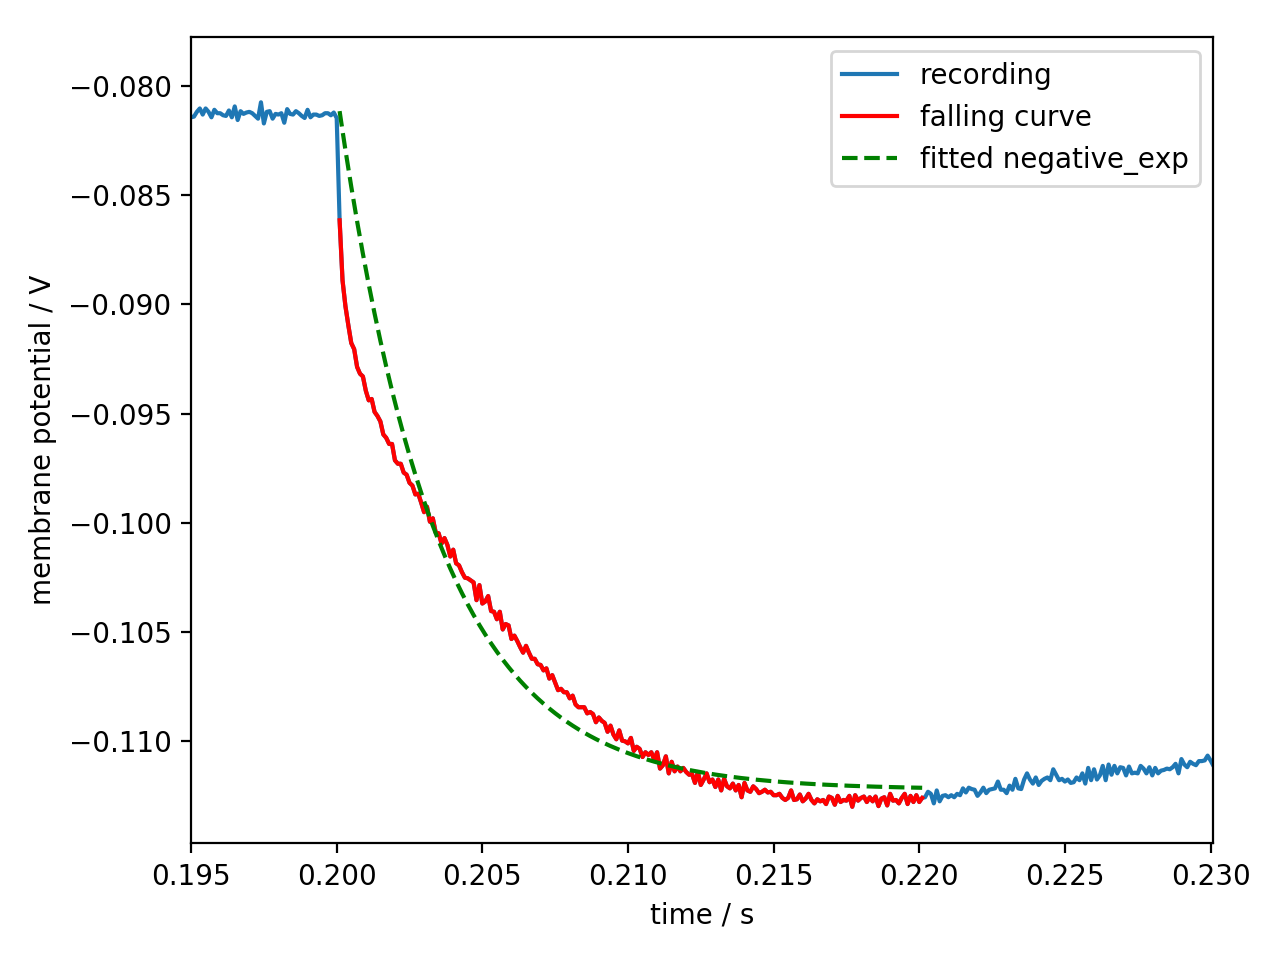 −0.080
−0.085
−0.090
−0.095
−0.100
−0.105
−0.110
membrane potential / V
recording
falling curve
fitted negative_exp
0.195 0.200 0.205 0.210 0.215 0.220 0.225 0.230
time / s